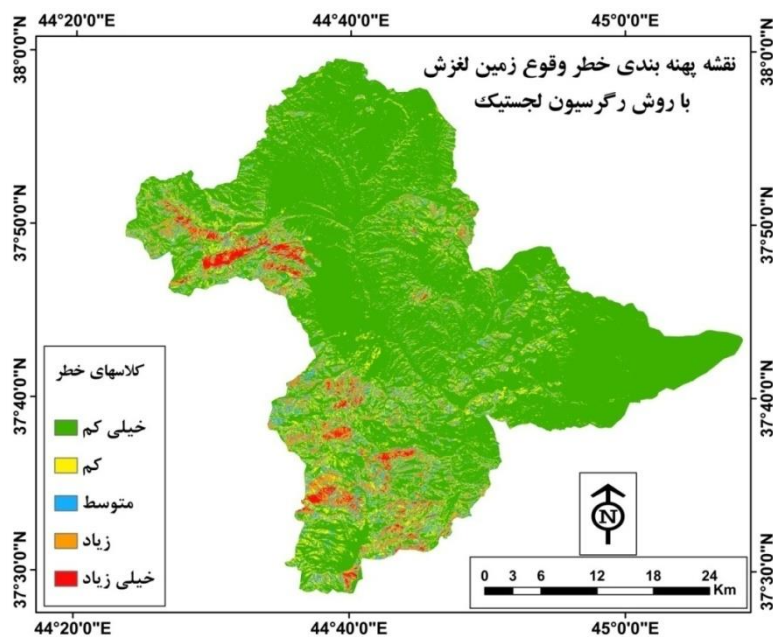 44°20'0"E 44°40'0"E 45°0'0"E
38°0'0"N
37°50'0"N
37°40'0"N
37°30'0"N
نقشه پهنه بندی خطر وقوع زمین لغزش
با روش رگرسیون لجستیک
38°0'0"N
37°50'0"N
37°40'0"N
37°30'0"N
کلاسهای خطر
خیلی کم
کم
متوسط
زیاد
خیلی زیاد
N
0 3 6 12 18 24
Km
44°20'0"E 44°40'0"E 45°0'0"E